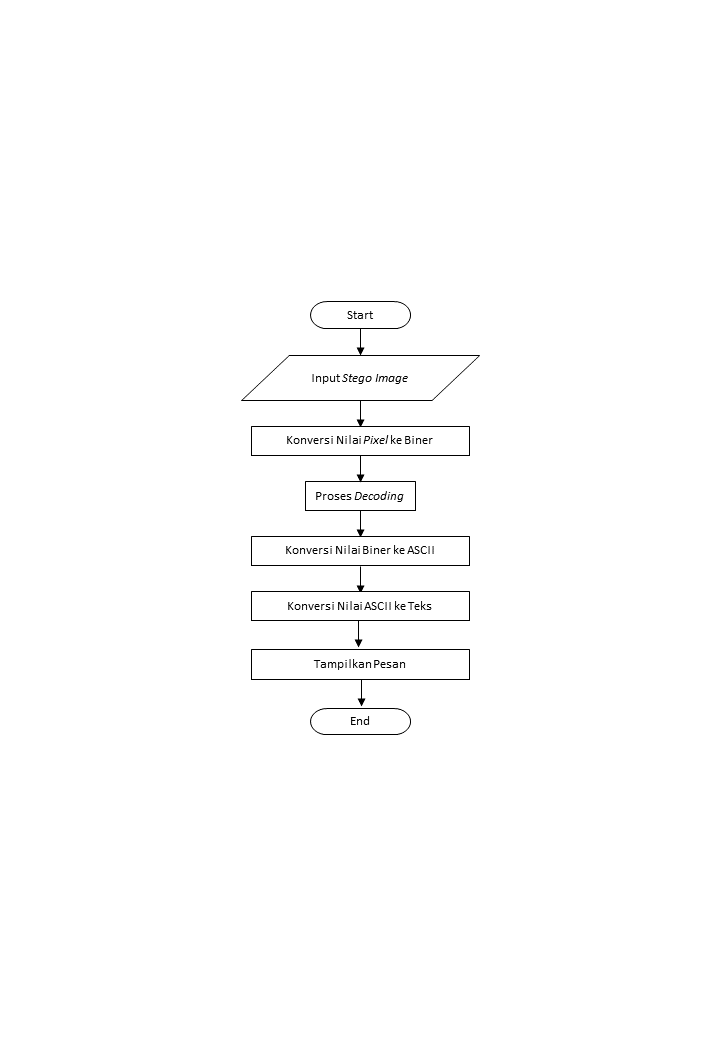 Start
Input Stego Image
Konversi Nilai Pixel ke Biner
Proses Decoding
Konversi Nilai Biner ke ASCII
Konversi Nilai ASCII ke Teks
Tampilkan Pesan
End